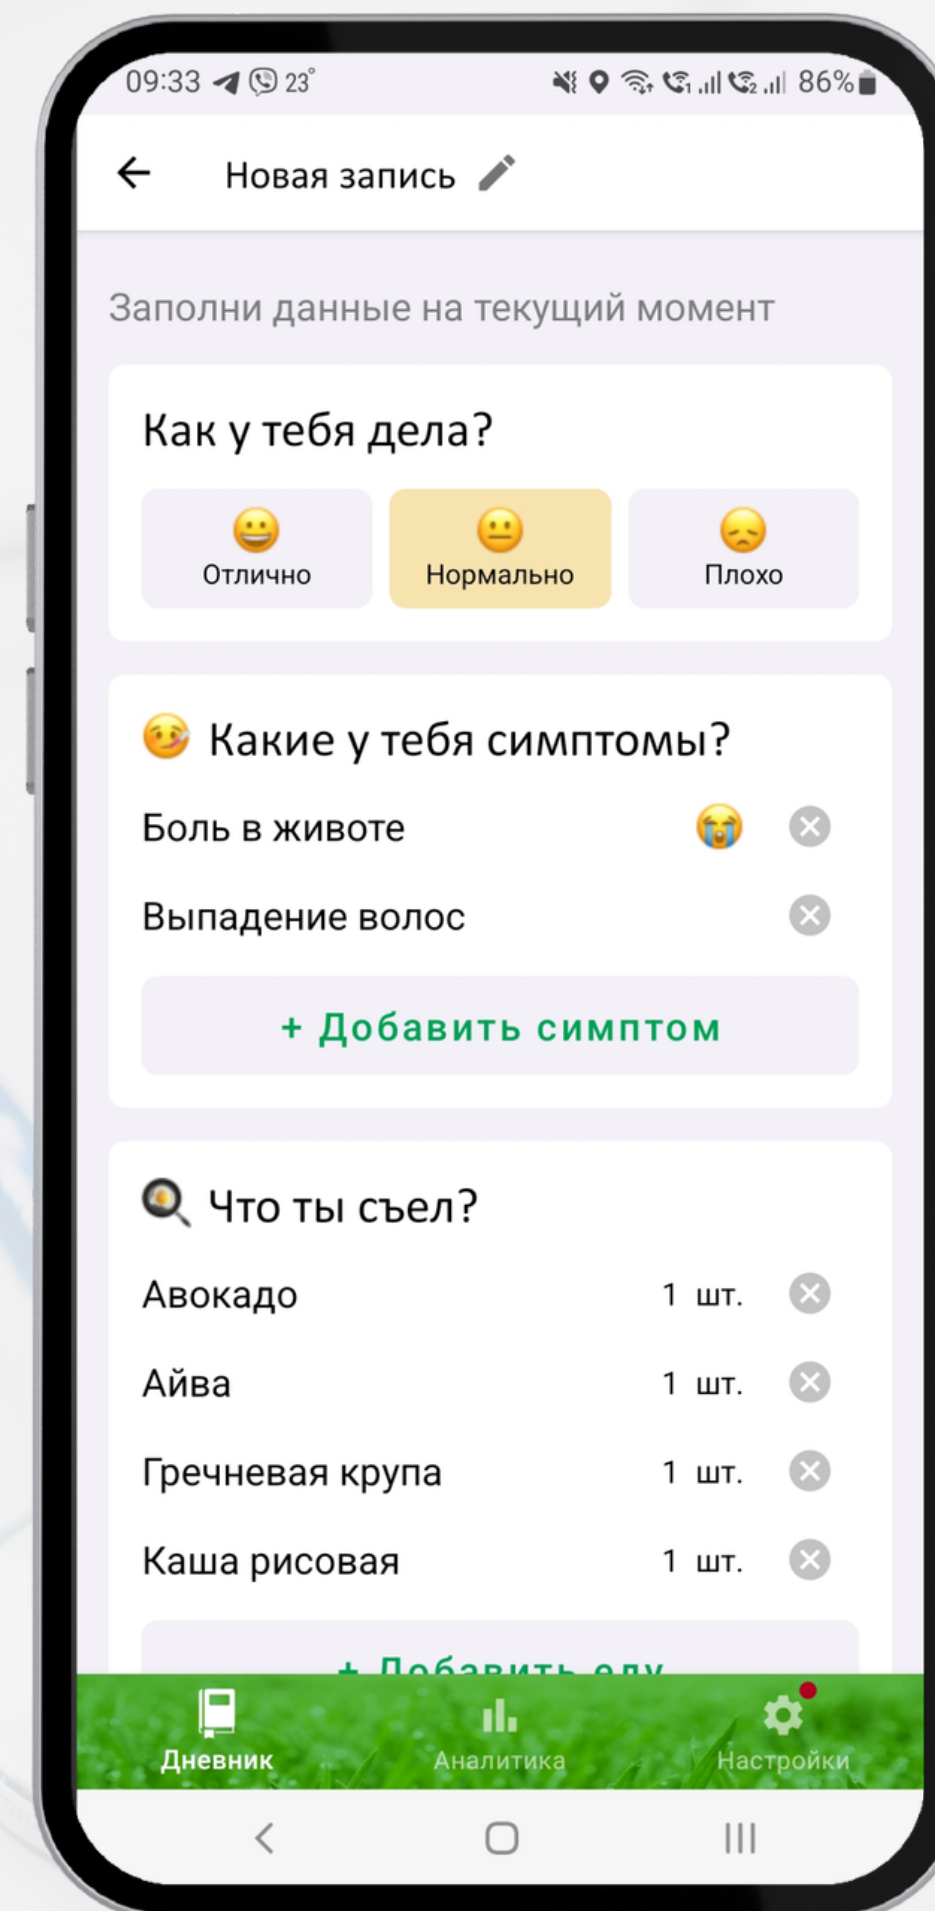 09:33 23°
86%
Новая запись
Заполни данные на текущий момент
Как у тебя дела?
Отлично Нормально Плохо
Какие у тебя симптомы?
Боль в животе
Выпадение волос
+ Добавить симптом
Что ты съел?
Авокадо 1 шт.
Айва 1 шт.
Гречневая крупа 1 шт.
Каша рисовая 1 шт.
+ Добавить еду
Дневник Аналитика Настройки